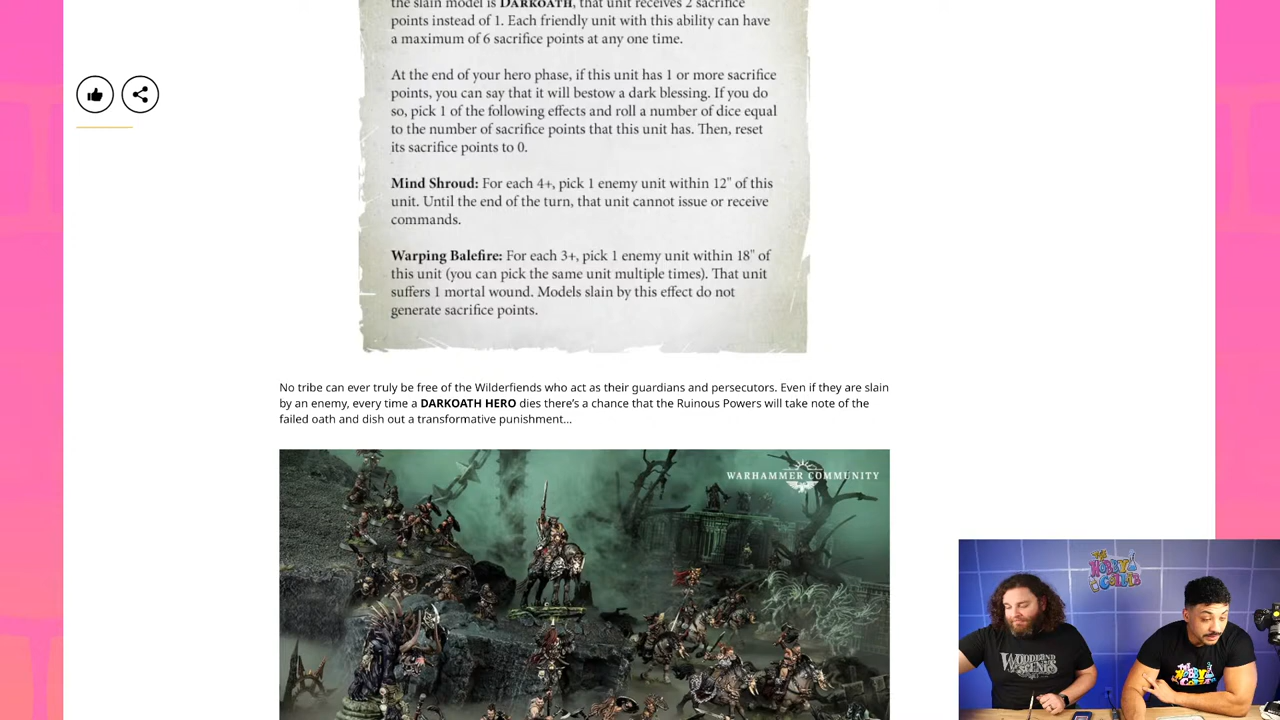 the slain model is DARKOATH, that unit receives 2 sacrifice
points instead of 1. Each friendly unit with this ability can have
a maximum of 6 sacrifice points at any one time.
At the end of your hero phase, if this unit has 1 or more sacrifice
points, you can say that it will bestow a dark blessing. If you do
so, pick 1 of the following effects and roll a number of dice equal
to the number of sacrifice points that this unit has. Then, reset
its sacrifice points to 0.
Mind Shroud: For each 4+, pick 1 enemy unit within 12" of this
unit. Until the end of the turn, that unit cannot issue or receive
commands.
Warping Balefire: For each 3+, pick 1 enemy unit within 18" of
this unit (you can pick the same unit multiple times). That unit
suffers 1 mortal wound. Models slain by this effect do not
generate sacrifice points.
No tribe can ever truly be free of the Wilderfiends who act as their guardians and persecutors. Even if they are slain
by an enemy, every time a DARKOATH HERO dies there's a chance that the Ruinous Powers will take note of the
failed oath and dish out a transformative punishment...
WARHAMMER COMMUNITY
THE
HOBBY
WOODLAND
SCENICS
THE
HOBBY